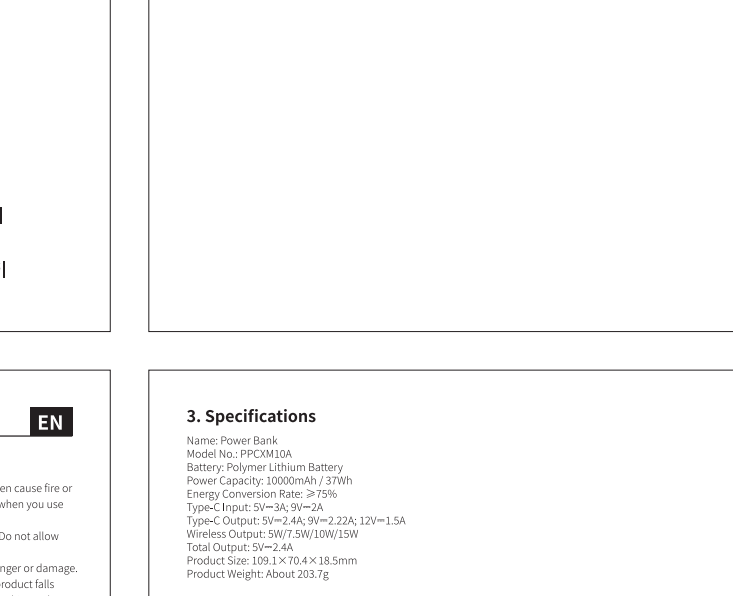 EN
en cause fire or
when you use
Do not allow
nger or damage.
roduct falls
3. Specifications
Name: Power Bank
Model No.: PPCXM10A
Battery: Polymer Lithium Battery
Power Capacity: 10000mAh / 37Wh
Energy Conversion Rate: ⩾75%
Type-C Input: 5V⎓3A; 9V⎓2A
Type-C Output: 5V⎓2.4A; 9V⎓2.22A; 12V⎓1.5A
Wireless Output: 5W/7.5W/10W/15W
Total Output: 5V⎓2.4A
Product Size: 109.1×70.4×18.5mm
Product Weight: About 203.7g